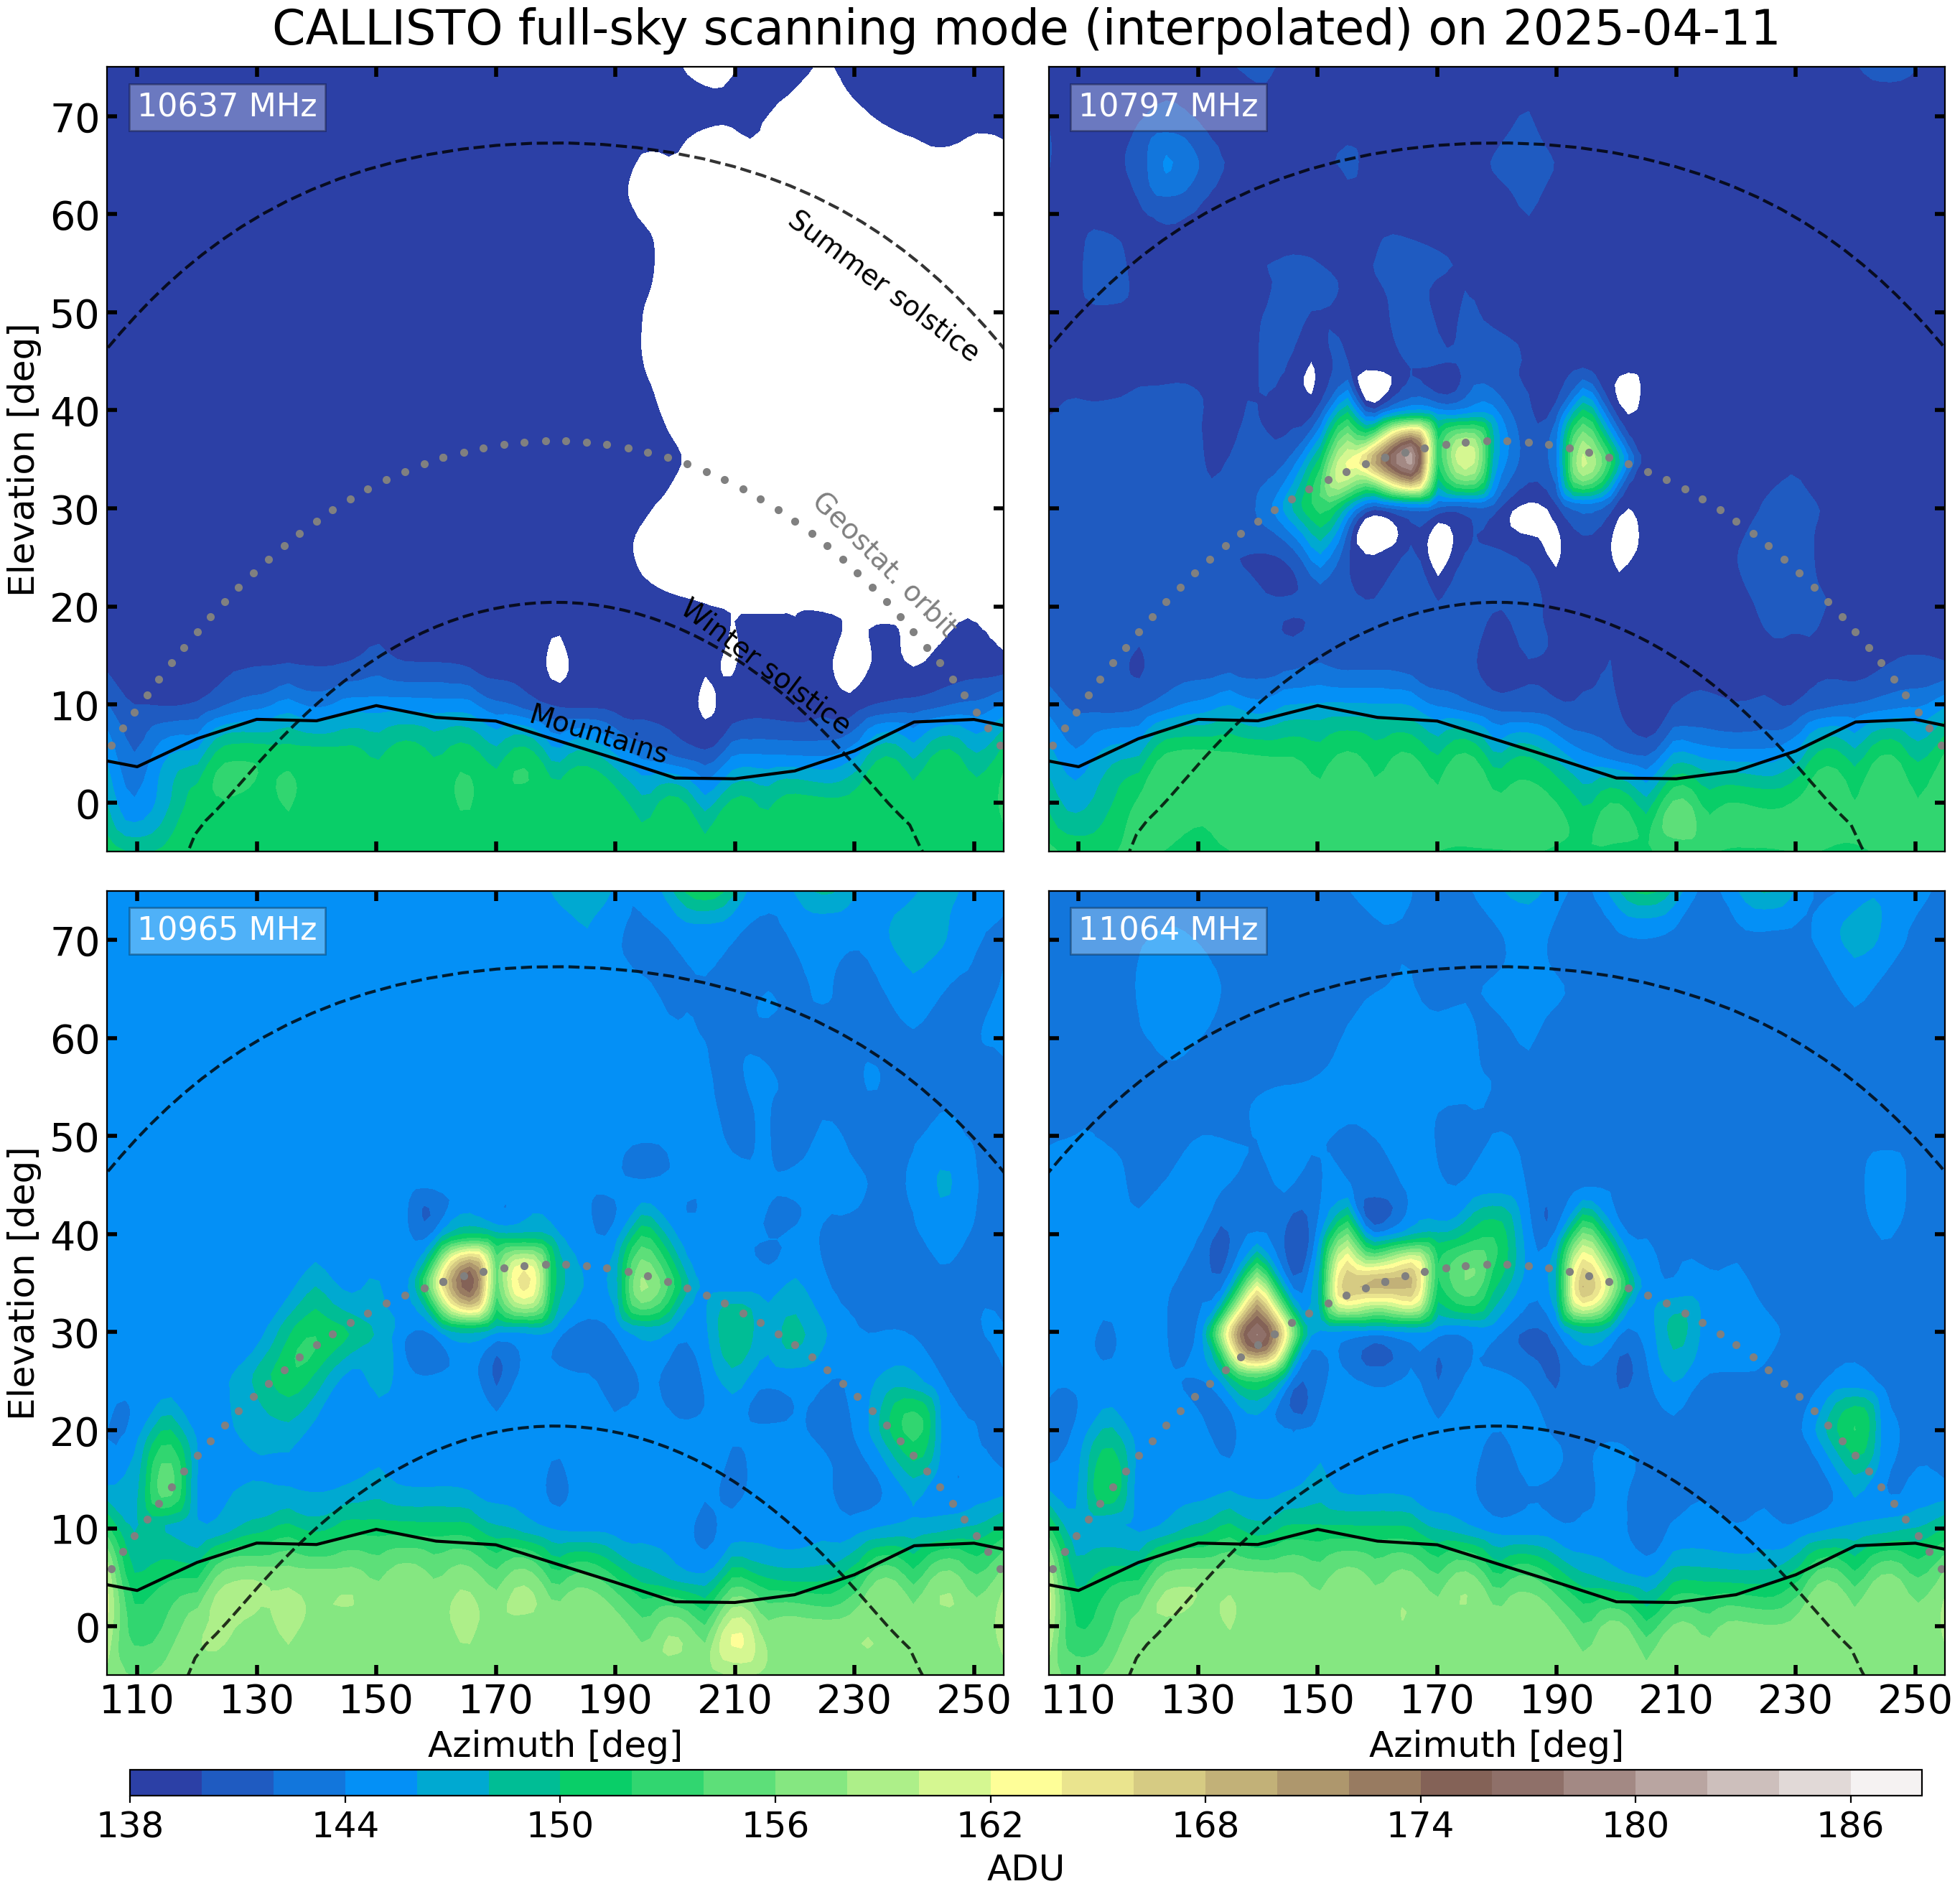 CALLISTO full-sky scanning mode (interpolated) on 2025-04-11
10637 MHz
10797 MHz
70
60
50
40
30
20
10
0
Elevation [deg]
Summer solstice
Geostat. orbit
Winter solstice
Mountains
10965 MHz
11064 MHz
70
60
50
40
30
20
10
0
Elevation [deg]
110 130 150 170 190 210 230 250
110 130 150 170 190 210 230 250
Azimuth [deg]
Azimuth [deg]
138 144 150 156 162 168 174 180 186
ADU